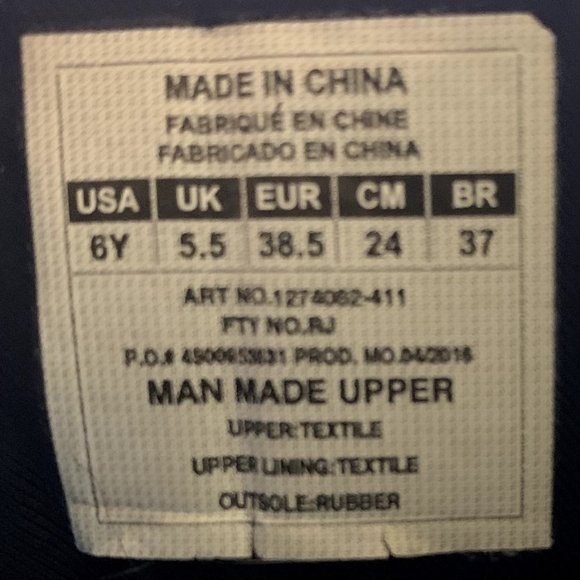 MADE IN CHINA
FABRIQUÉ EN CHINE
FABRICADO EN CHINA
USA UK EUR CM BR
6Y 5.5 38.5 24 37
ART NO.1274062-411
FTY NO.RJ
P.O.# PROD. MO.04/2016
MAN MADE UPPER
UPPER:TEXTILE
UPPER LINING:TEXTILE
OUTSOLE:RUBBER